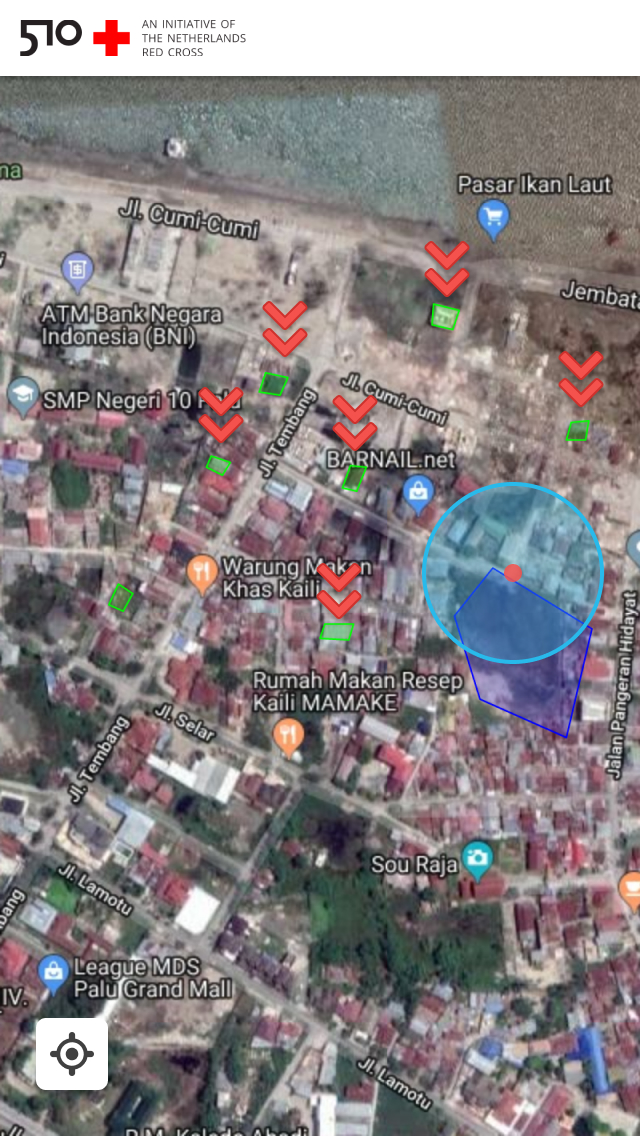 510
AN INITIATIVE OF
THE NETHERLANDS
RED CROSS
Pasar Ikan Laut
Jl. Cumi-Cumi
ATM Bank Negara
Indonesia (BNI)
Jl. Cumi-Cumi
SMP Negeri 10
Jl. Tembang
BARNAIL.net
Warung Makan
Khas Kaili
Jalan Pangeran Hidayat
Rumah Makan Resep
Kaili MAMAKE
Jl. Selar
Jl. Tembang
Sou Raja
Jl. Lamotu
League MDS
Palu Grand Mall
IV.
Jl. Lamotu